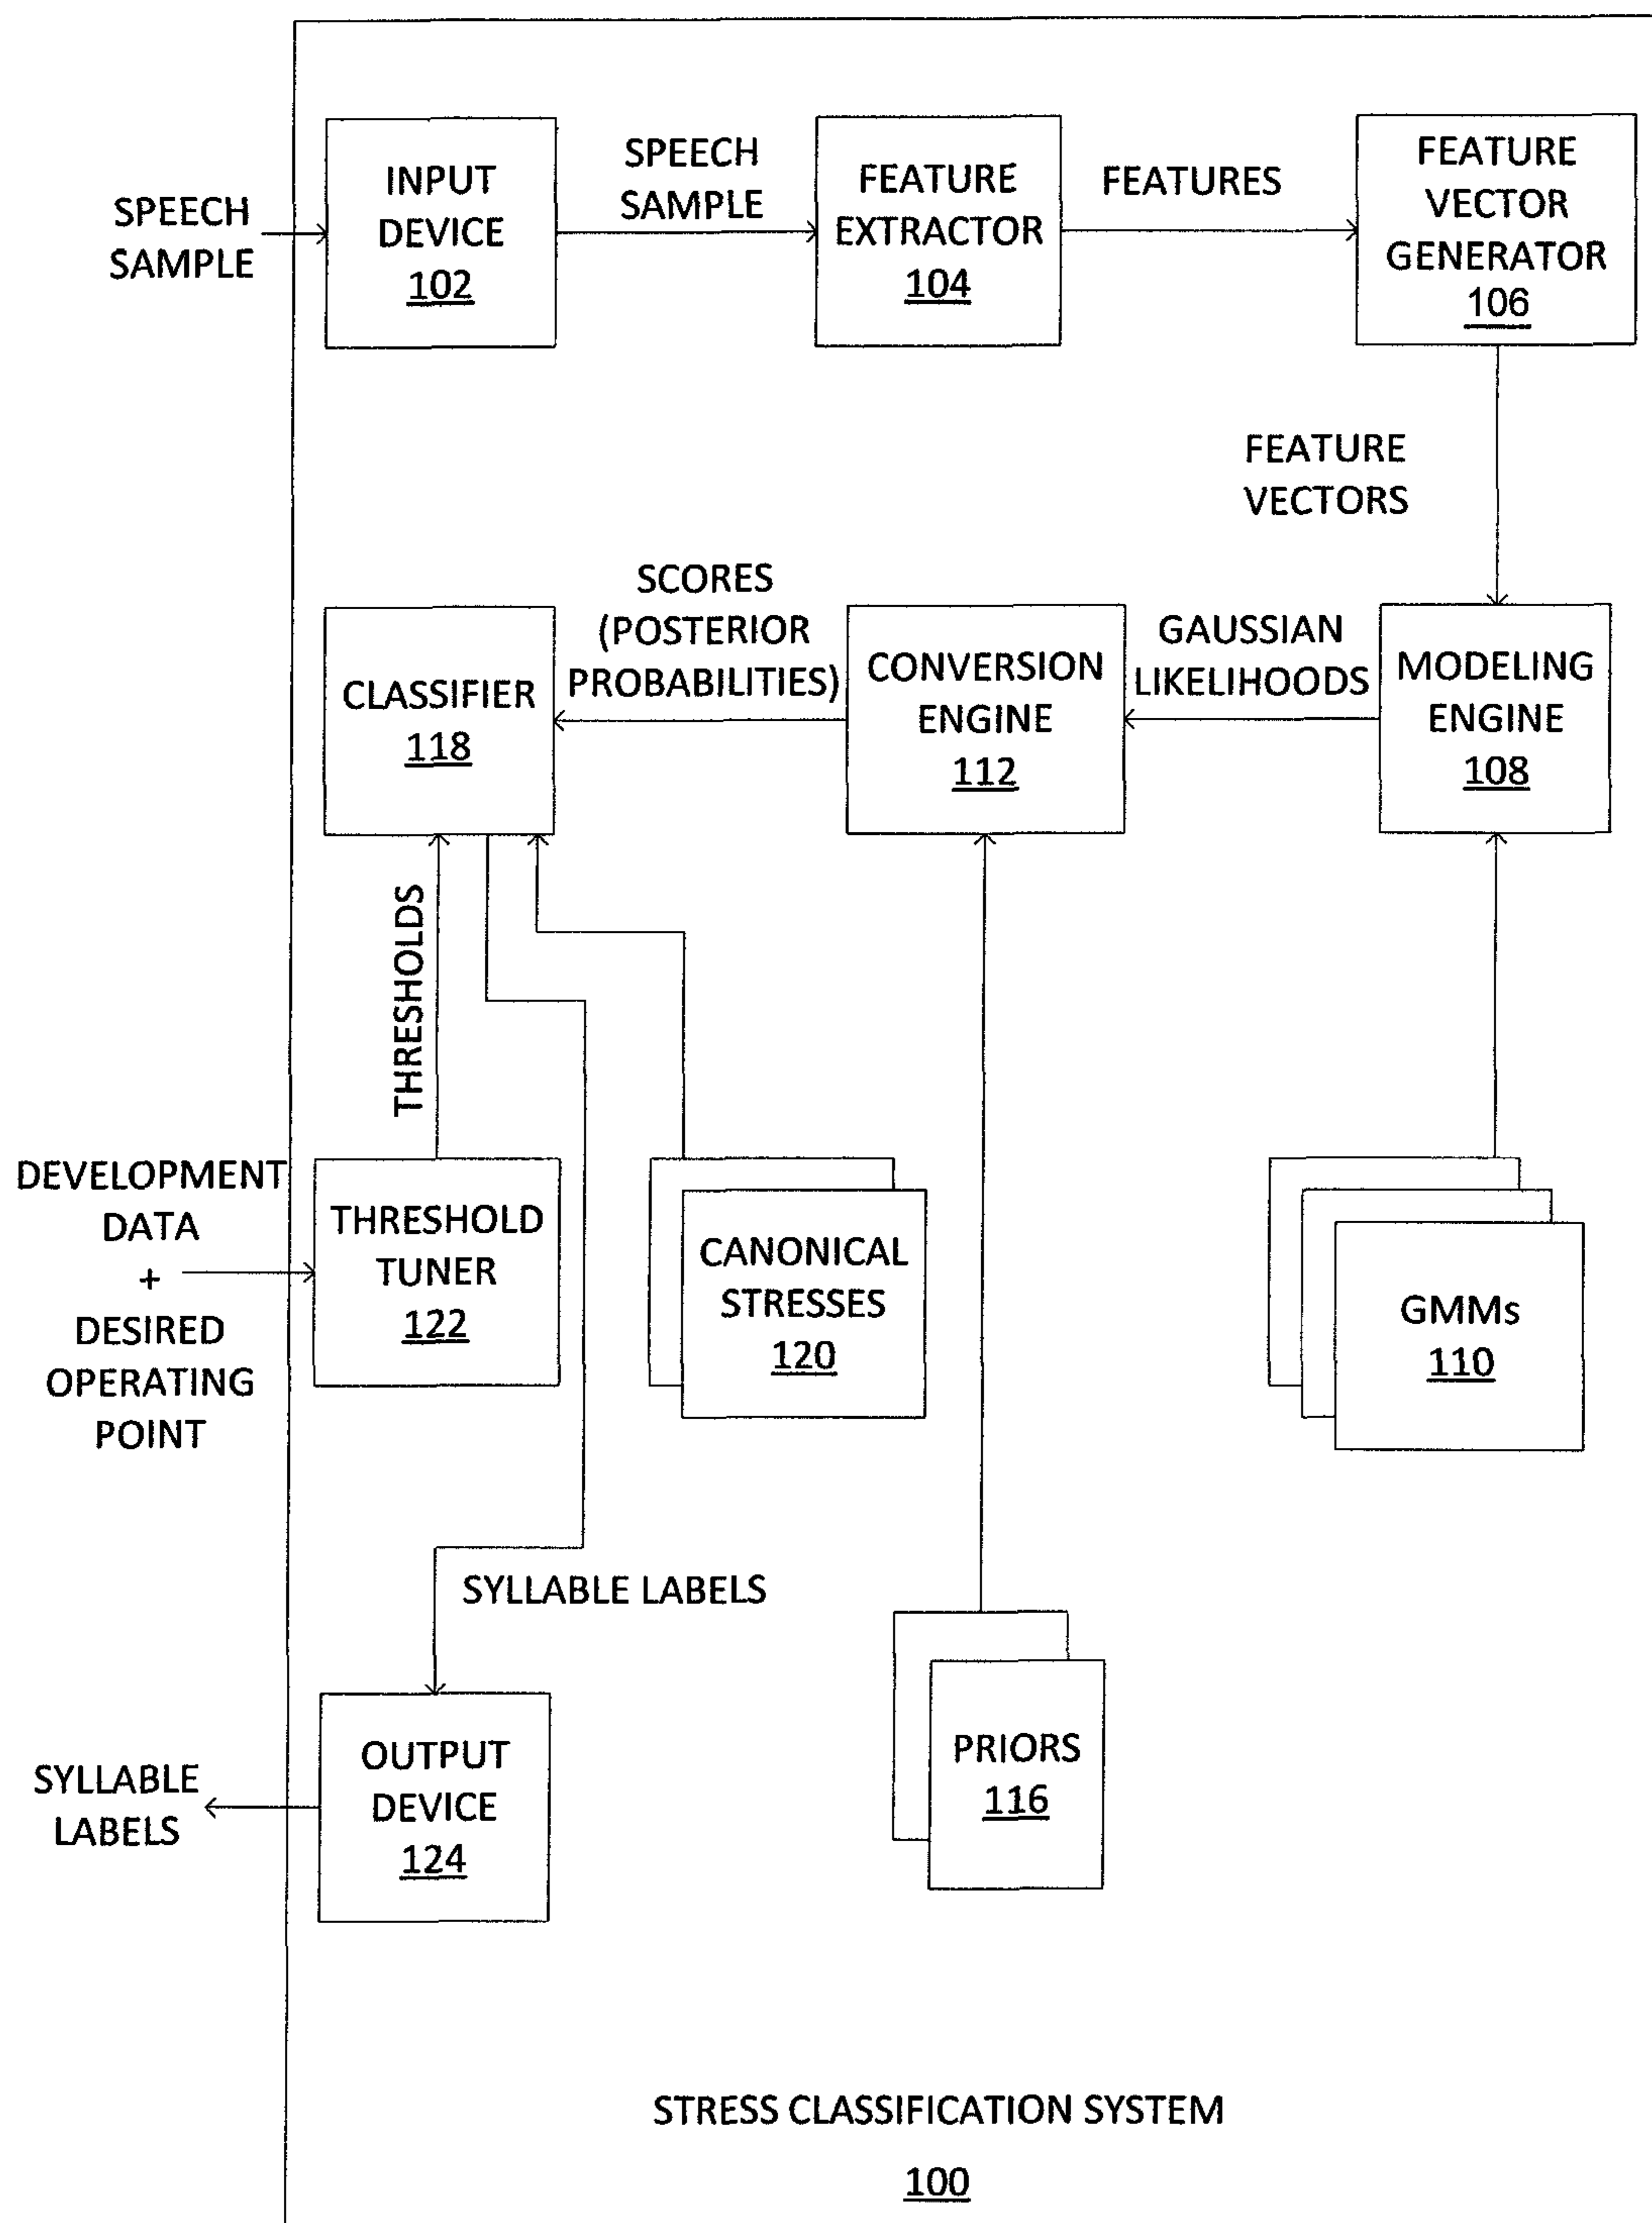 SPEECH
SAMPLE
INPUT
DEVICE
102
SPEECH
SAMPLE
FEATURE
EXTRACTOR
104
FEATURES
FEATURE
VECTOR
GENERATOR
106
FEATURE
VECTORS
SCORES
(POSTERIOR
PROBABILITIES)
CLASSIFIER
118
CONVERSION
ENGINE
112
GAUSSIAN
LIKELIHOODS
MODELING
ENGINE
108
THRESHOLDS
DEVELOPMENT
DATA
+
DESIRED
OPERATING
POINT
THRESHOLD
TUNER
122
CANONICAL
STRESSES
120
GMMs
110
SYLLABLE LABELS
SYLLABLE
LABELS
OUTPUT
DEVICE
124
PRIORS
116
STRESS CLASSIFICATION SYSTEM
100